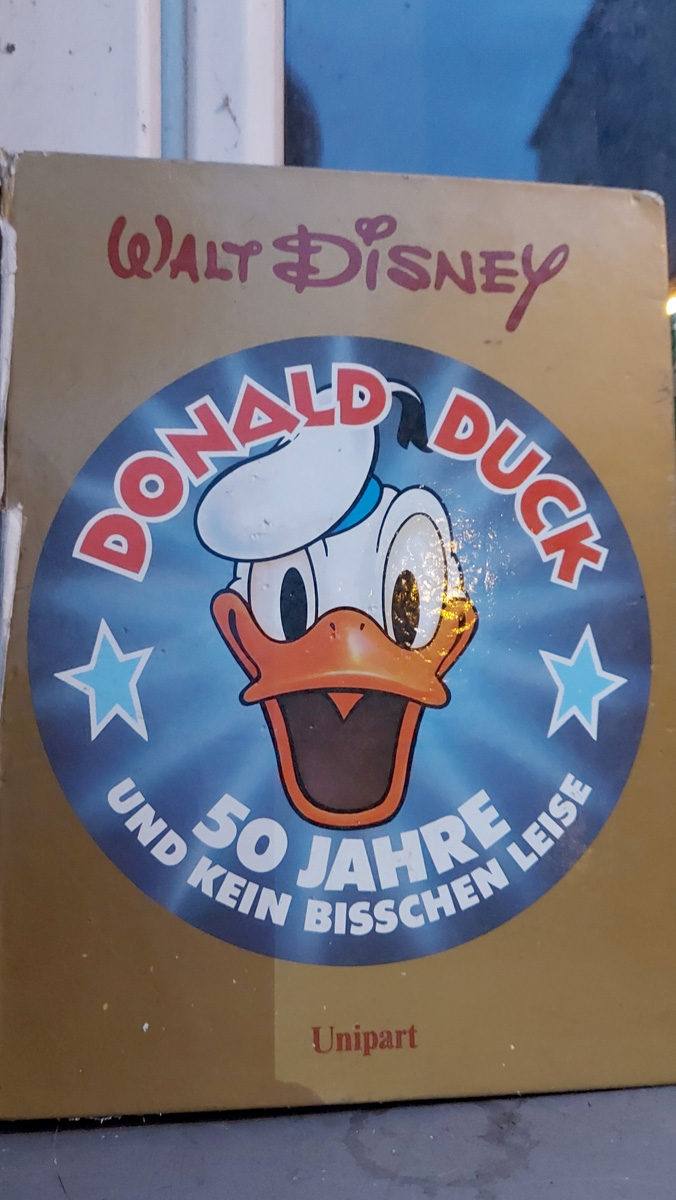 WALT DISNEY
DONALD DUCK
50 JAHRE
UND KEIN BISSCHEN LEISE
Unipart